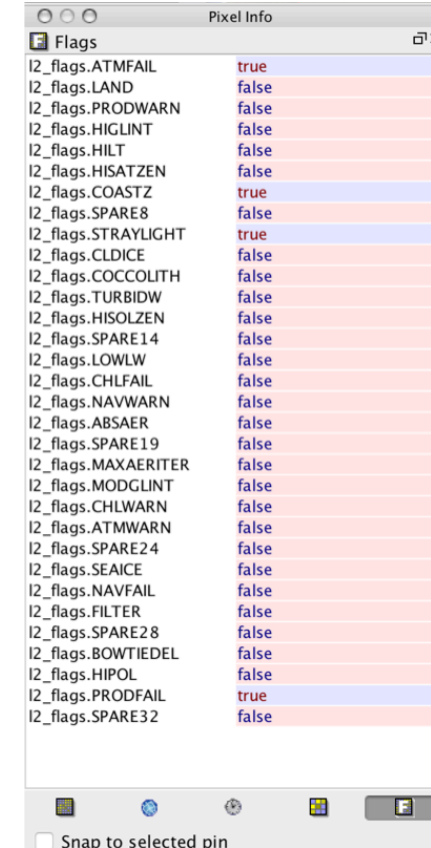 Pixel Info
Flags
l2_flags.ATMFAIL true
l2_flags.LAND false
l2_flags.PRODWARN false
l2_flags.HIGLINT false
l2_flags.HILT false
l2_flags.HISATZEN false
l2_flags.COASTZ true
l2_flags.SPARE8 false
l2_flags.STRAYLIGHT true
l2_flags.CLDICE false
l2_flags.COCCOLITH false
l2_flags.TURBIDW false
l2_flags.HISOLZEN false
l2_flags.SPARE14 false
l2_flags.LOWLW false
l2_flags.CHLFAIL false
l2_flags.NAVWARN false
l2_flags.ABSAER false
l2_flags.SPARE19 false
l2_flags.MAXAERITER false
l2_flags.MODGLINT false
l2_flags.CHLWARN false
l2_flags.ATMWARN false
l2_flags.SPARE24 false
l2_flags.SEAICE false
l2_flags.NAVFAIL false
l2_flags.FILTER false
l2_flags.SPARE28 false
l2_flags.BOWTIEDEL false
l2_flags.HIPOL false
l2_flags.PRODFAIL true
l2_flags.SPARE32 false
Snap to selected pin